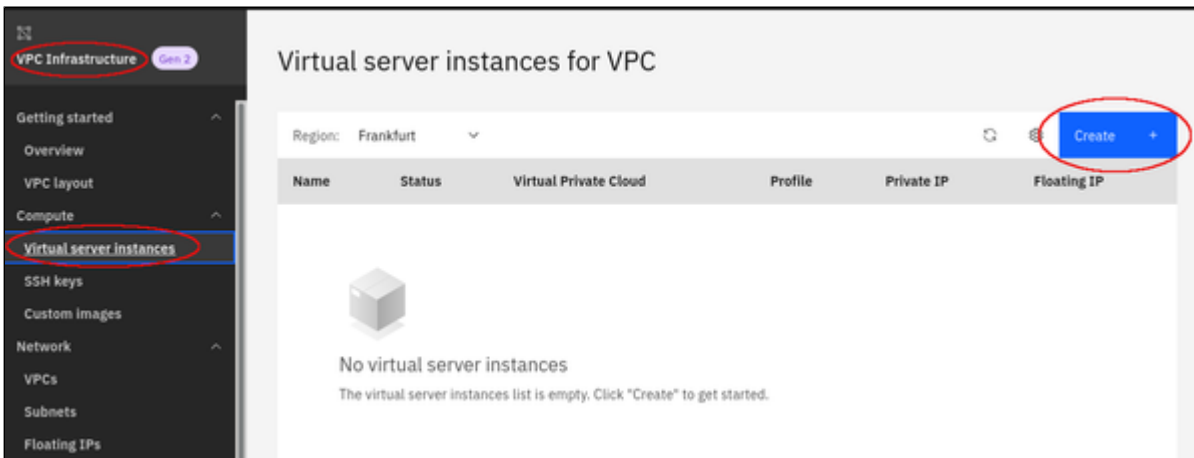 VPC Infrastructure Gen 2
Getting started
Overview
VPC layout
Compute
Virtual server instances
SSH keys
Custom images
Network
VPCs
Subnets
Floating IPs
Virtual server instances for VPC
Region: Frankfurt
Create +
Name Status Virtual Private Cloud Profile Private IP Floating IP
No virtual server instances
The virtual server instances list is empty. Click "Create" to get started.